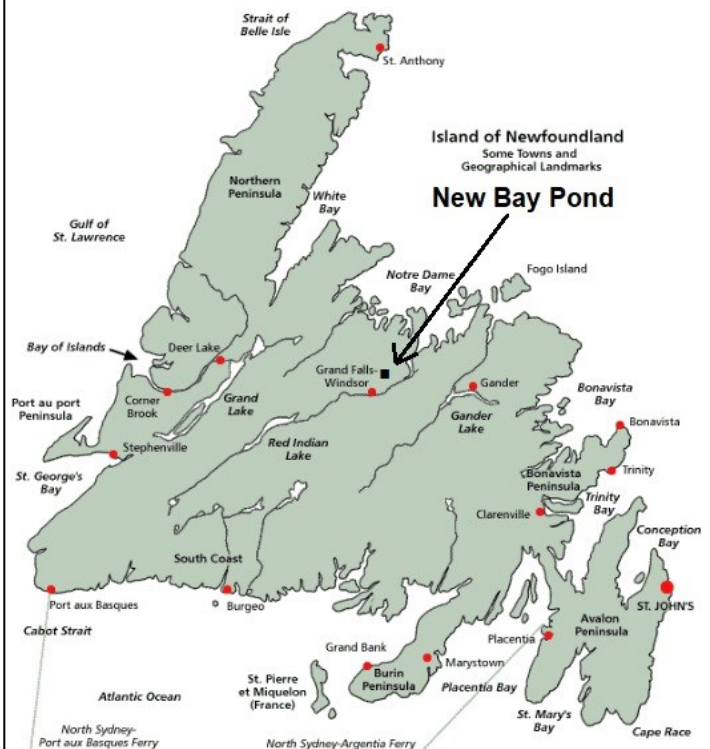 Strait of
Belle Isle
St. Anthony
Island of Newfoundland
Some Towns and
Geographical Landmarks
New Bay Pond
Northern
Peninsula
White
Bay
Gulf of
St. Lawrence
Notre Dame
Bay
Fogo Island
Bay of Islands
Deer Lake
Grand Falls-
Windsor
Gander
Corner
Brook
Grand
Lake
Gander
Lake
Bonavista
Bay
Port au port
Peninsula
Bonavista
Stephenville
Red Indian
Lake
St. George's
Bay
Bonavista
Peninsula
Trinity
Trinity
Bay
Clarenville
Conception
Bay
South Coast
Port aux Basques
Burgeo
ST. JOHN'S
Cabot Strait
Placentia
Avalon
Peninsula
Grand Bank
Marystown
St. Pierre
et Miquelon
(France)
Burin
Peninsula
Placentia Bay
Atlantic Ocean
St. Mary's
Bay
Cape Race
North Sydney-
Port aux Basques Ferry
North Sydney-Argentia Ferry